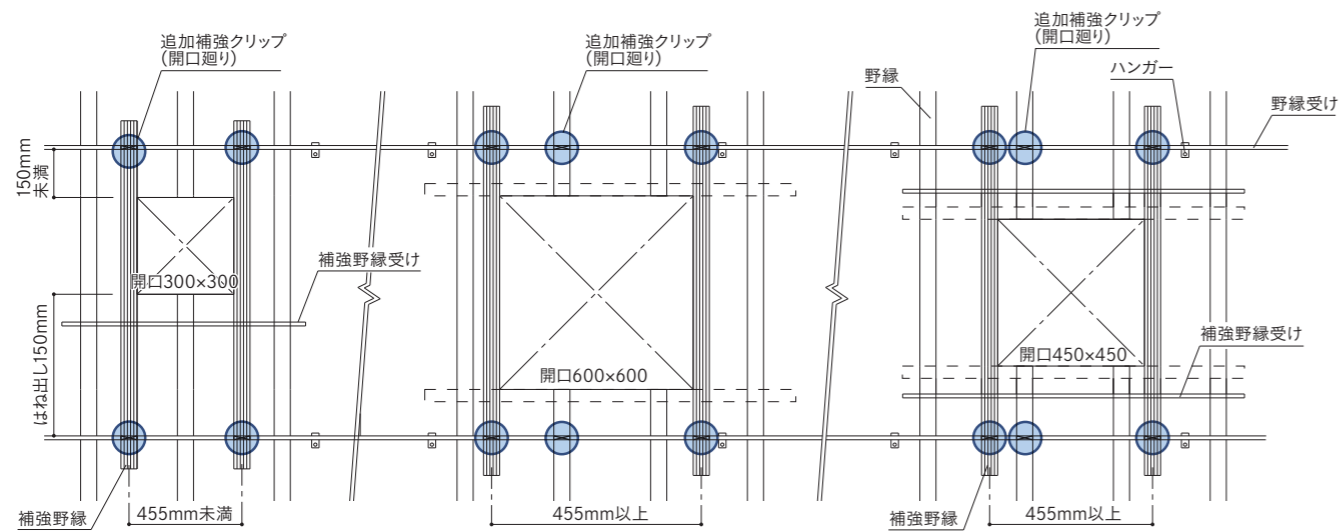 追加補強クリップ
(開口廻り)
追加補強クリップ
(開口廻り)
追加補強クリップ
(開口廻り)
野縁
ハンガー
野縁受け
150mm
未満
開口300×300
補強野縁受け
はね出し150mm
開口600×600
開口450×450
補強野縁受け
補強野縁
455mm未満
455mm以上
補強野縁
455mm以上